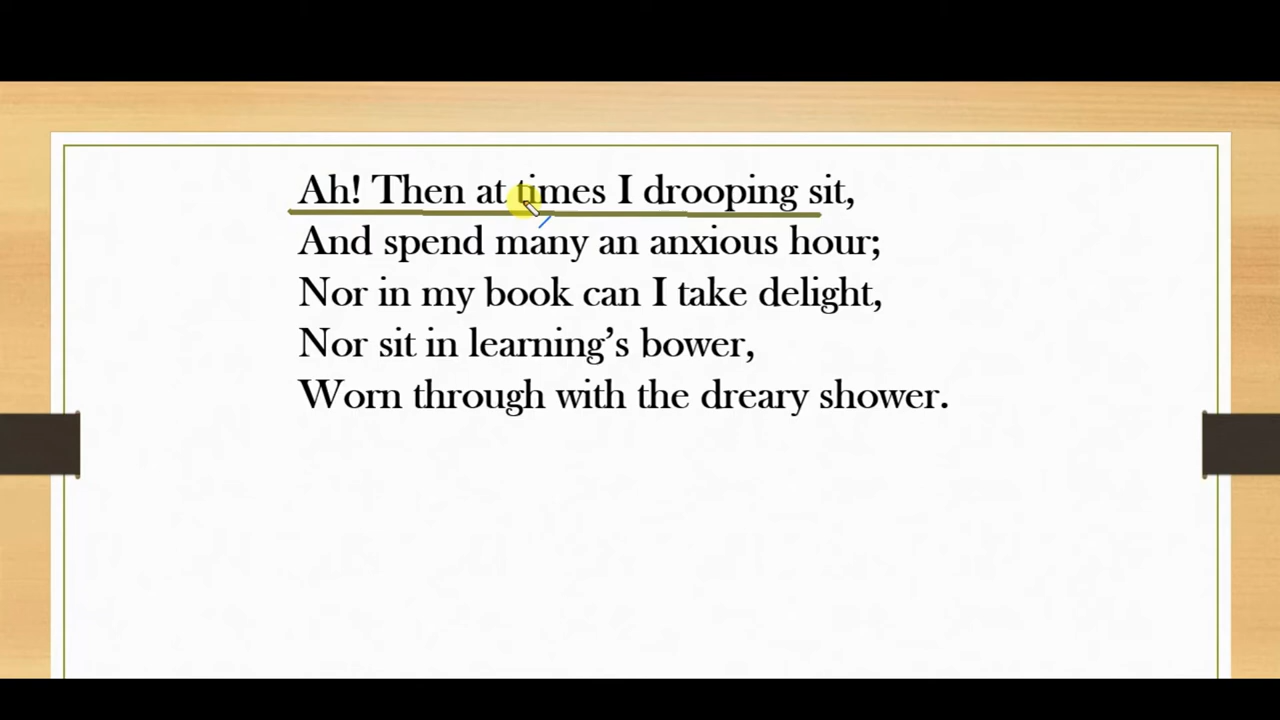 Ah! Then at times I drooping sit,
And spend many an anxious hour;
Nor in my book can I take delight,
Nor sit in learning’s bower,
Worn through with the dreary shower.